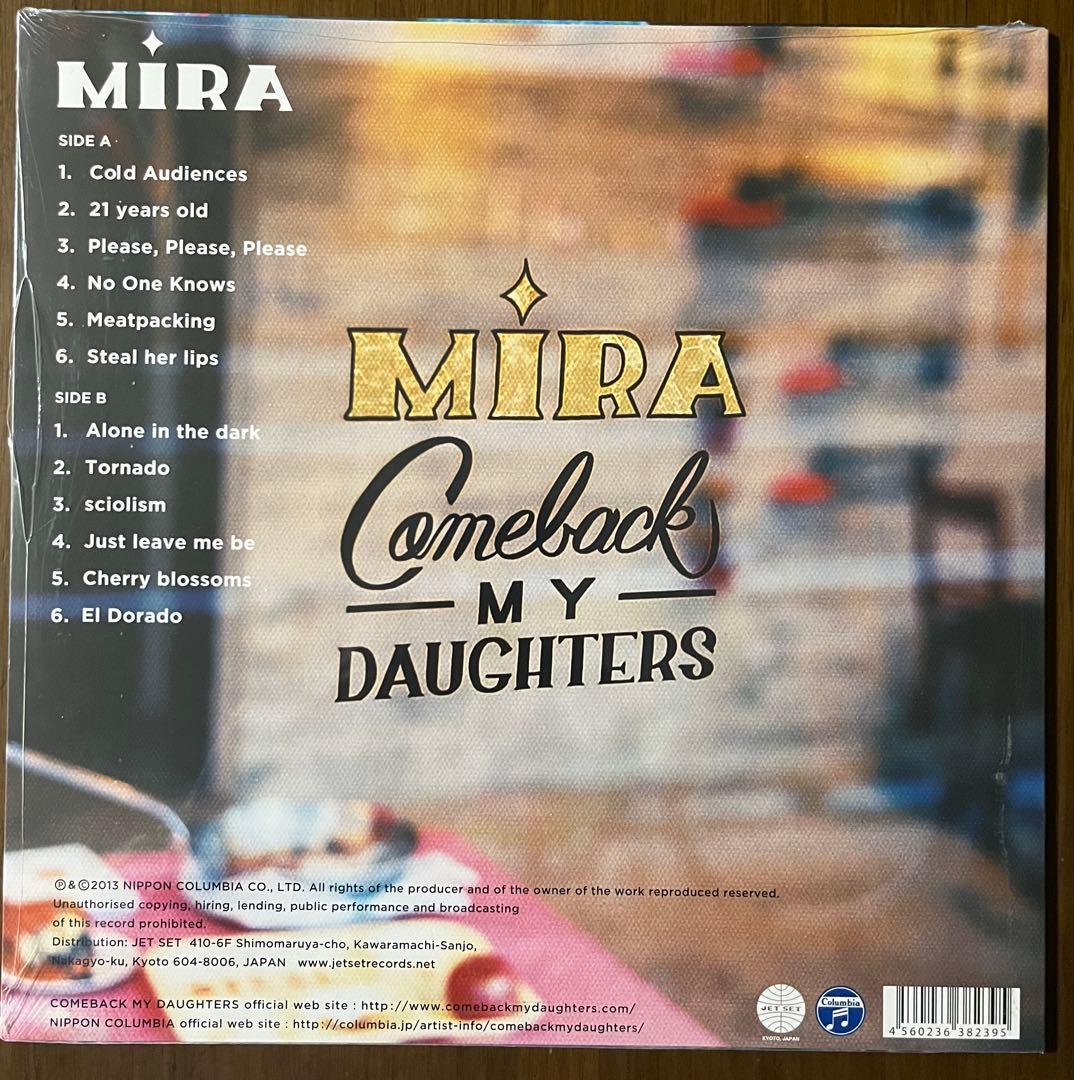 MiRA
SIDE A
1. Cold Audiences
2. 21 years old
3. Please, Please, Please
4. No One Knows
5. Meatpacking
6. Steal her lips
SIDE B
1. Alone in the dark
2. Tornado
3. sciolism
4. Just leave me be
5. Cherry blossoms
6. El Dorado
MiRA
Comeback
MY
DAUGHTERS
℗&©2013 NIPPON COLUMBIA CO., LTD. All rights of the producer and of the owner of the work reproduced reserved.
Unauthorised copying, hiring, lending, public performance and broadcasting
of this record prohibited.
Distribution: JET SET 410-6F Shimomaruya-cho, Kawaramachi-Sanjo,
Nakagyo-ku, Kyoto 604-8006, JAPAN www.jetsetrecords.net
COMEBACK MY DAUGHTERS official web site : http://www.comebackmydaughters.com/
NIPPON COLUMBIA official web site : http://columbia.jp/artist-info/comebackmydaughters/
JET SET
KYOTO, JAPAN
Columbia
4 560236 382395